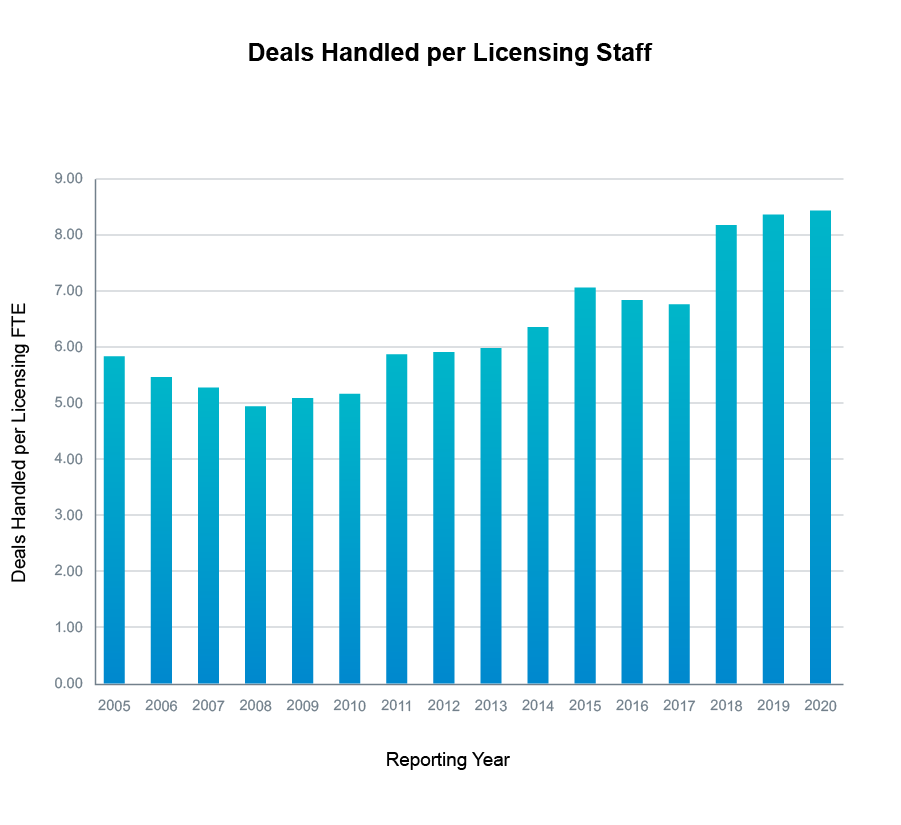 Deals Handled per Licensing Staff
Deals Handled per Licensing FTE
9.00
8.00
7.00
6.00
5.00
4.00
3.00
2.00
1.00
0.00
2005 2006 2007 2008 2009 2010 2011 2012 2013 2014 2015 2016 2017 2018 2019 2020
Reporting Year